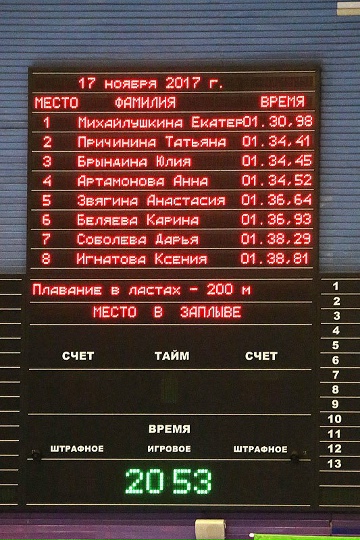 17 ноября 2017 г.
МЕСТО ФАМИЛИЯ ВРЕМЯ
1 Михайлушкина Екатер01.30,98
2 Причинина Татьяна 01.34,41
3 Брындина Юлия 01.34,45
4 Артамонова Анна 01.34,52
5 Звягина Анастасия 01.36,64
6 Беляева Карина 01.36,93
7 Соболева Дарья 01.38,29
8 Игнатова Ксения 01.38,81
Плавание в ластах - 200 м
МЕСТО В ЗАПЛЫВЕ
СЧЕТ ТАЙМ СЧЕТ
ВРЕМЯ
ШТРАФНОЕ ИГРОВОЕ ШТРАФНОЕ
20 53
1
2
3
4
5
6
7
8
9
10
11
12
13